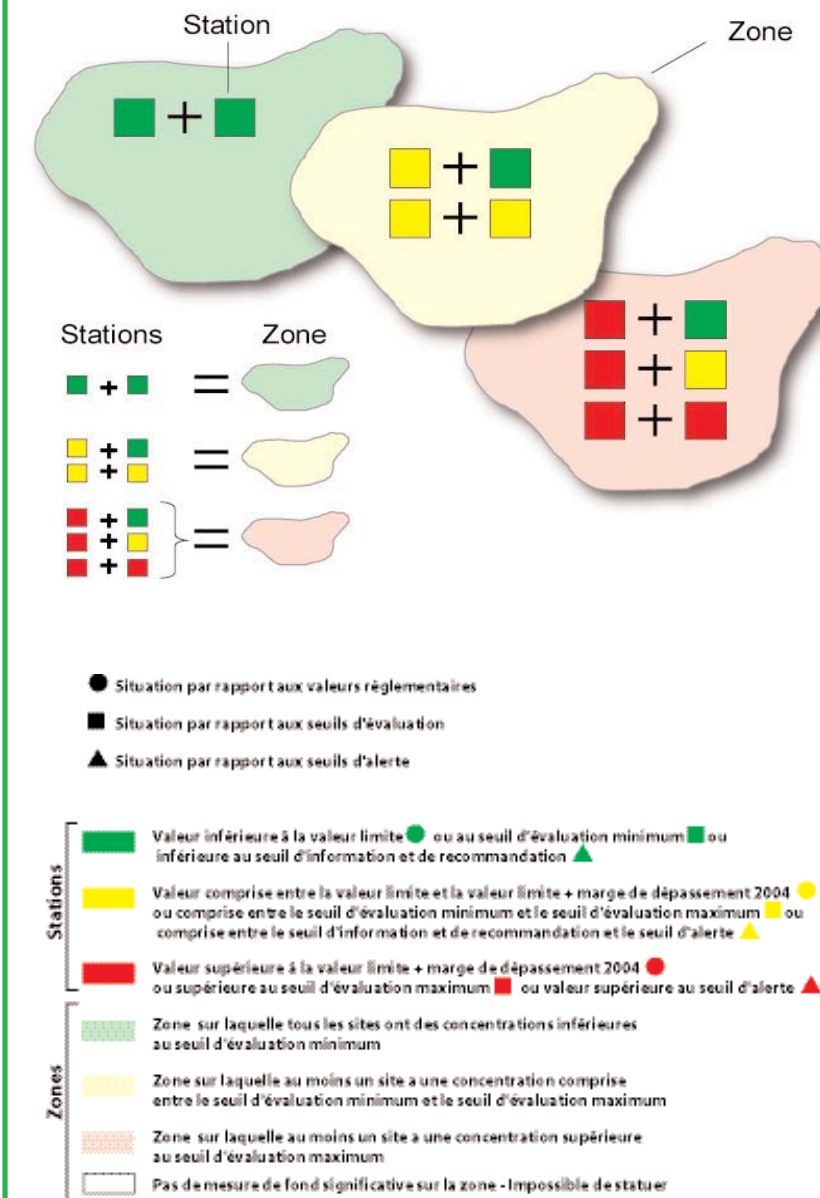 Station
Zone
Stations Zone
Situation par rapport aux valeurs réglementaires
Situation par rapport aux seuils d'évaluation
Situation par rapport aux seuils d'alerte
Stations
Valeur inférieure à la valeur limite ou au seuil d'évaluation minimum ou
inférieure au seuil d'information et de recommandation
Valeur comprise entre la valeur limite et la valeur limite + marge de dépassement 2004
ou comprise entre le seuil d'évaluation minimum et le seuil d'évaluation maximum ou
comprise entre le seuil d'information et de recommandation et le seuil d'alerte
Valeur supérieure à la valeur limite + marge de dépassement 2004
ou supérieure au seuil d'évaluation maximum ou valeur supérieure au seuil d'alerte
Zones
Zone sur laquelle tous les sites ont des concentrations inférieures
au seuil d'évaluation minimum
Zone sur laquelle au moins un site a une concentration comprise
entre le seuil d'évaluation minimum et le seuil d'évaluation maximum
Zone sur laquelle au moins un site a une concentration supérieure
au seuil d'évaluation maximum
Pas de mesure de fond significative sur la zone - Impossible de statuer